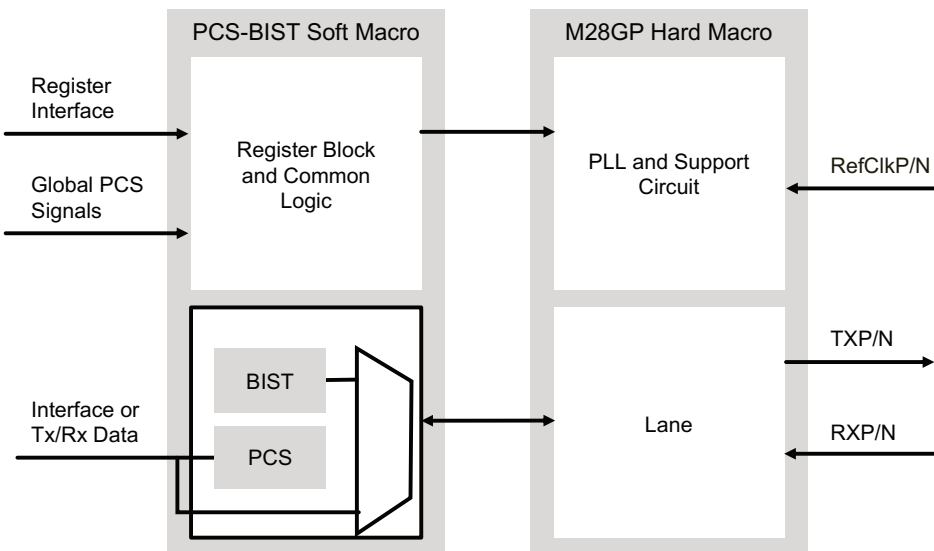 PCS-BIST Soft Macro
M28GP Hard Macro
Register
Interface
Global PCS
Signals
Register Block
and Common
Logic
PLL and Support
Circuit
RefClkP/N
BIST
PCS
Interface or
Tx/Rx Data
Lane
TXP/N
RXP/N